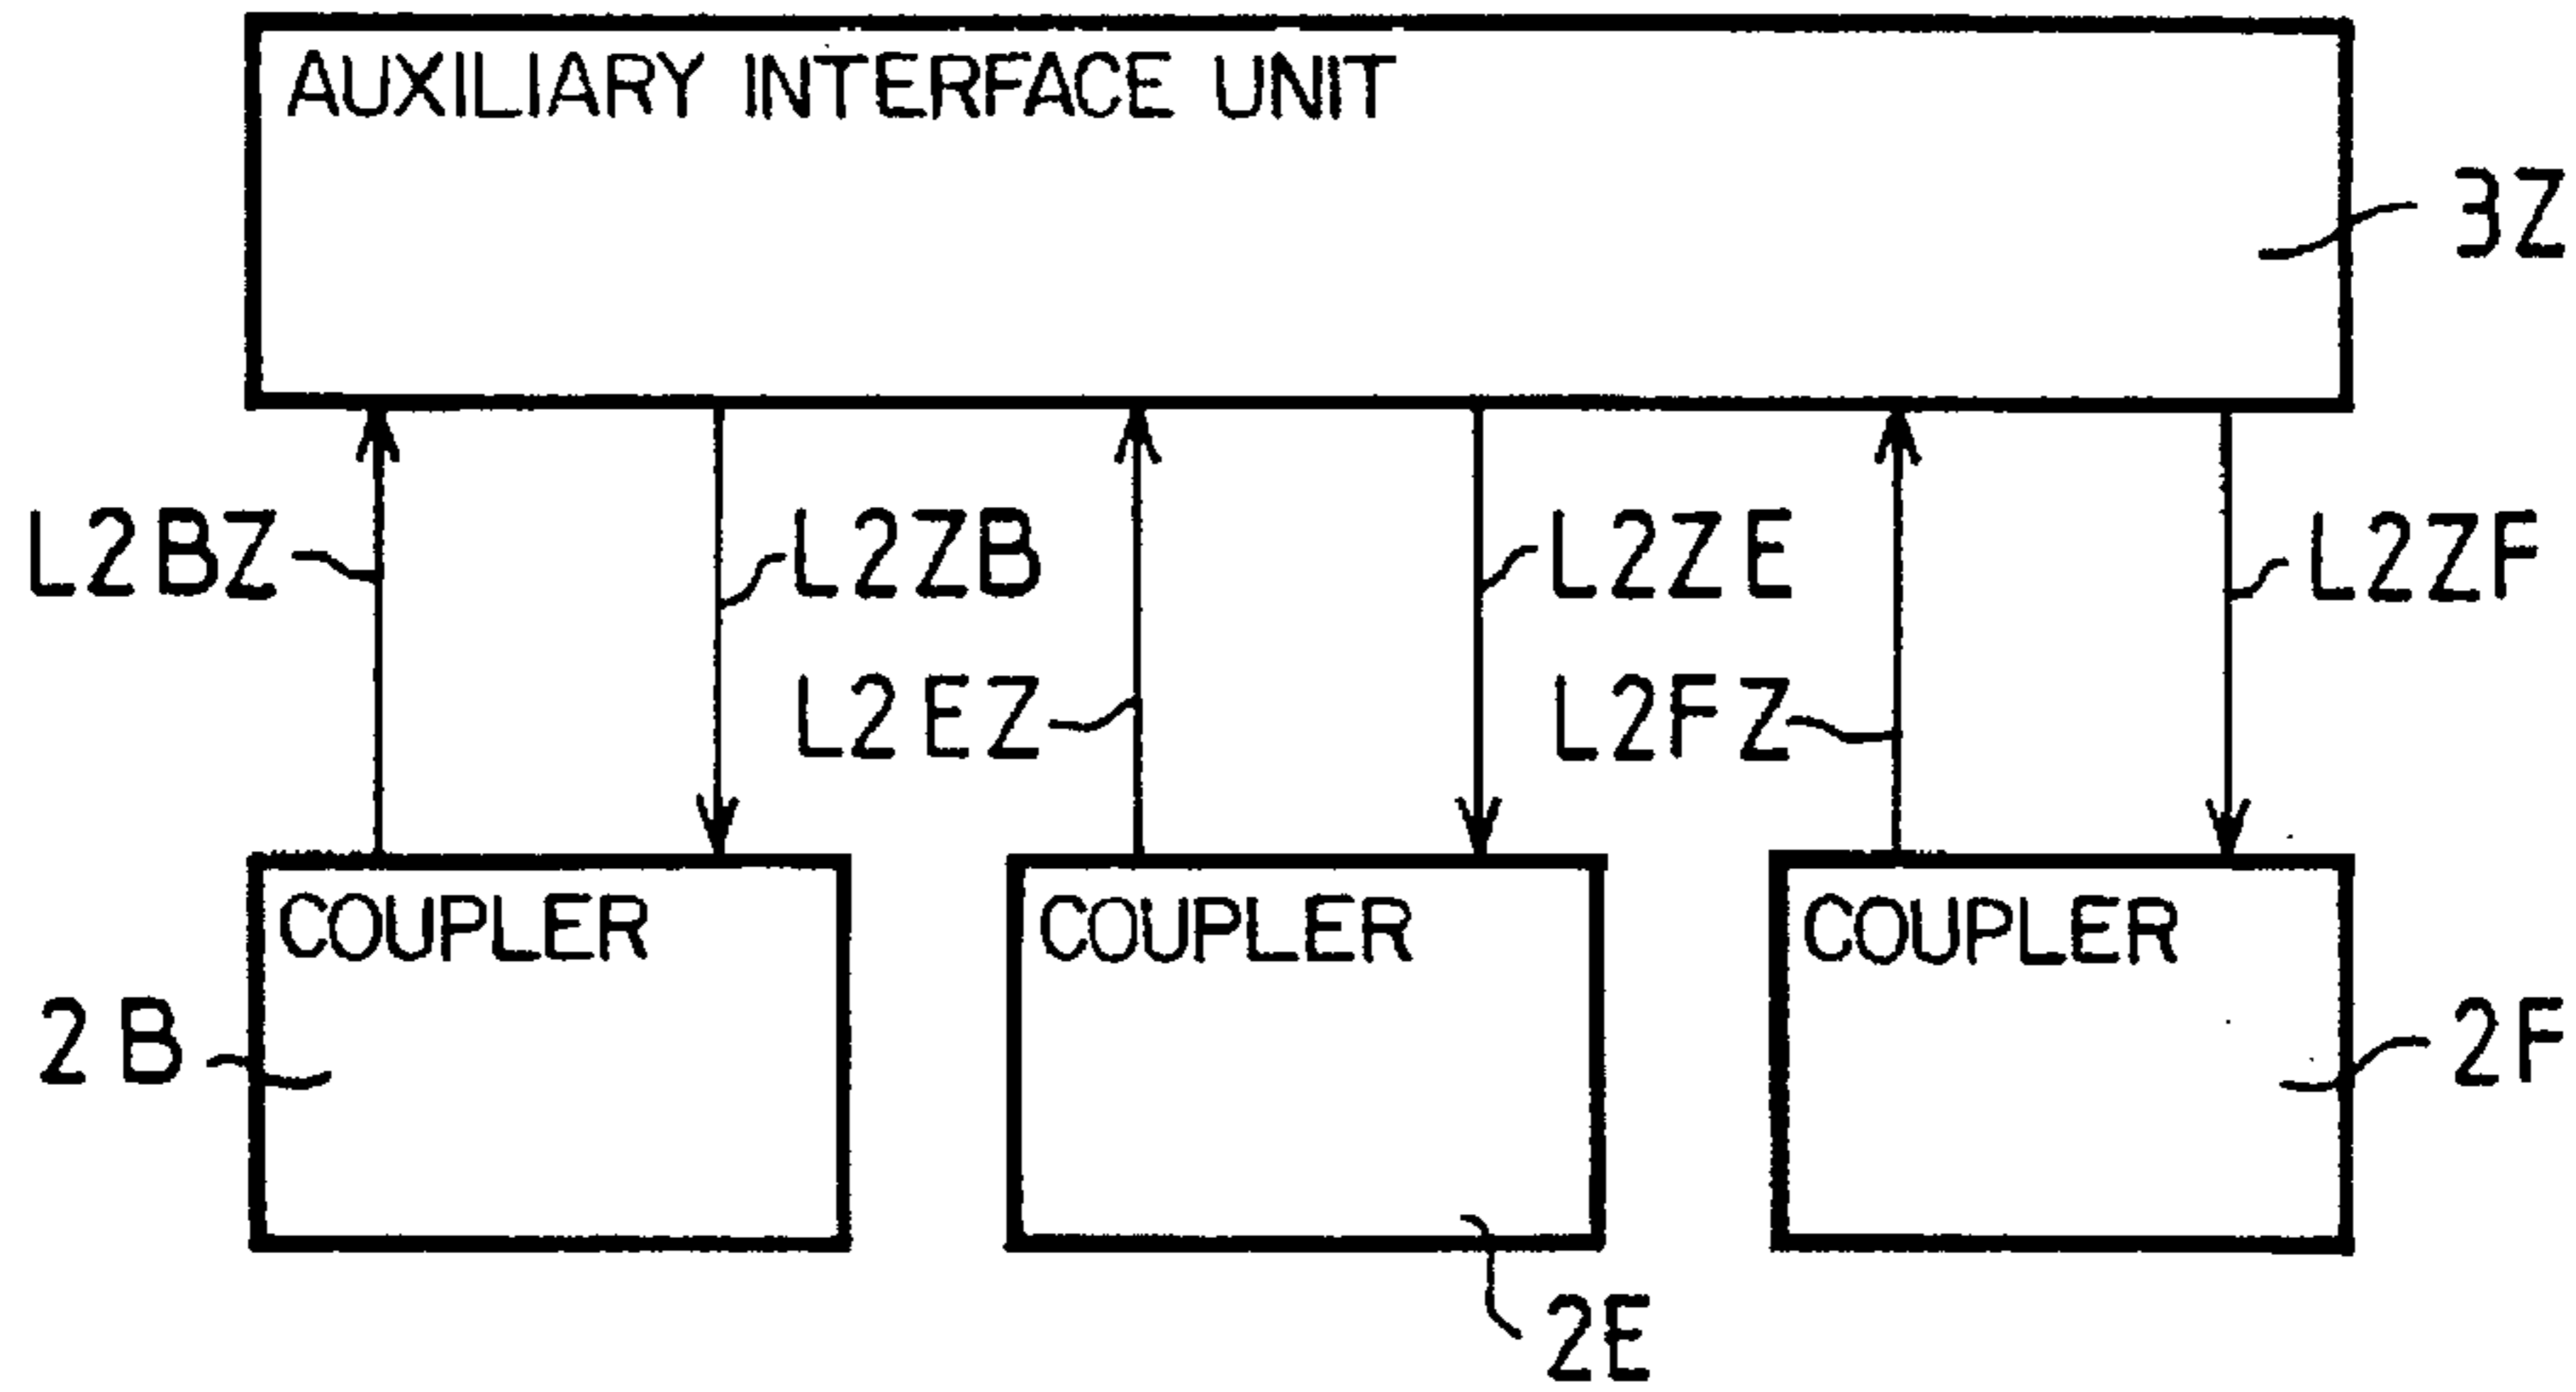 AUXILIARY INTERFACE UNIT
3Z
L2BZ
L2ZB
L2ZE
L2ZF
L2EZ
L2FZ
COUPLER
COUPLER
COUPLER
2B
2F
2E